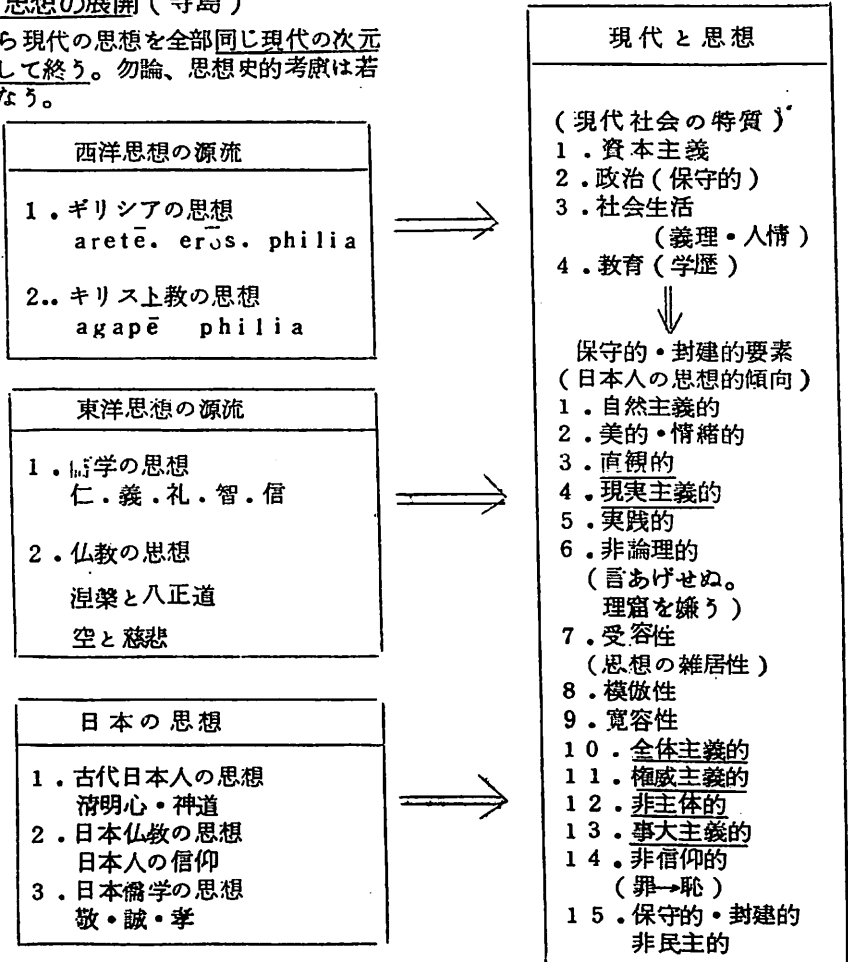 思想の展開(寺島)
ら現代の思想を全部同じ現代の次元
して終う。勿論、思想史的考慮は若
なう。
西洋思想の源流
1.ギリシアの思想
aretē. erōs. philia
2..キリスト教の思想
agapē philia
東洋思想の源流
1.儒学の思想
仁.義.礼.智.信
2.仏教の思想
涅槃と八正道
空と慈悲
日本の思想
1.古代日本人の思想
清明心・神道
2.日本仏教の思想
日本人の信仰
3.日本儒学の思想
敬・誠・孝
現代と思想
(現代社会の特質)
1.資本主義
2.政治(保守的)
3.社会生活
(義理・人情)
4.教育(学歴)
保守的・封建的要素
(日本人の思想的傾向)
1.自然主義的
2.美的・情緒的
3.直観的
4.現実主義的
5.実践的
6.非論理的
(言あげせぬ。
理窟を嫌う)
7.受容性
(思想の雑居性)
8.模倣性
9.寛容性
10.全体主義的
11.権威主義的
12.非主体的
13.事大主義的
14.非信仰的
(罪→恥)
15.保守的・封建的
非民主的